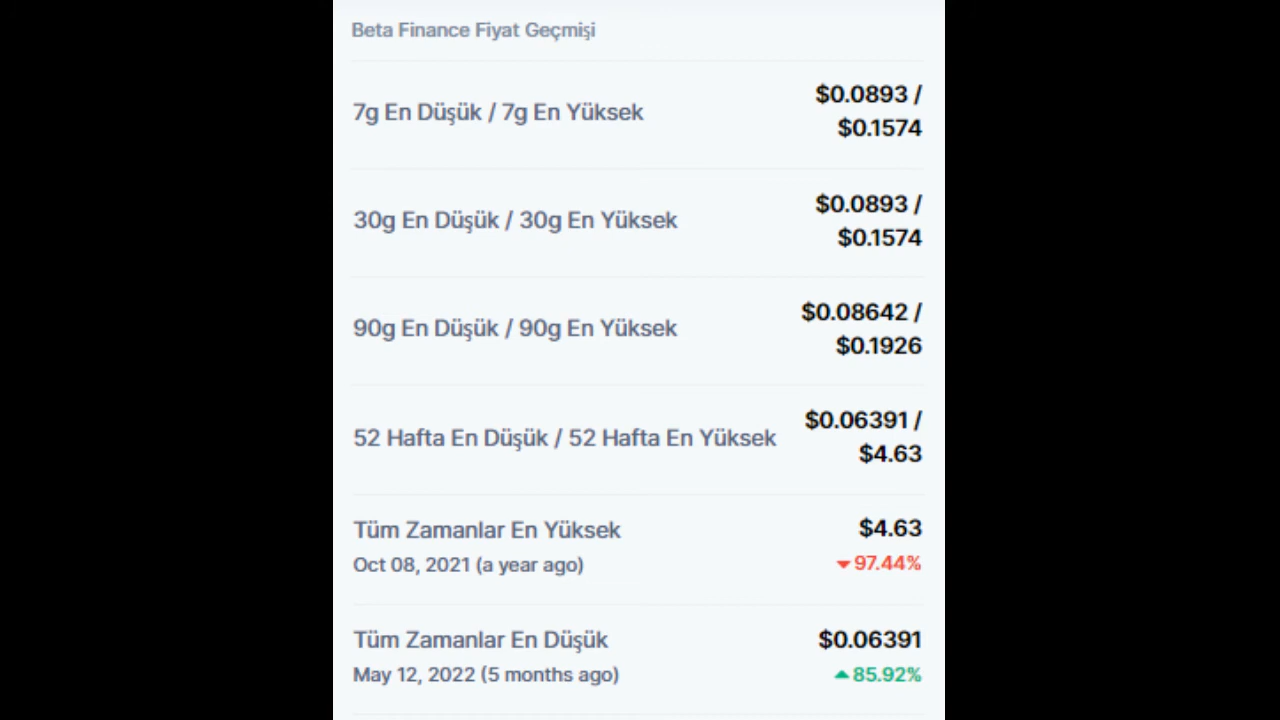 Beta Finance Fiyat Geçmişi
7g En Düşük / 7g En Yüksek
$0.0893 /
$0.1574
30g En Düşük / 30g En Yüksek
$0.0893 /
$0.1574
90g En Düşük / 90g En Yüksek
$0.08642 /
$0.1926
52 Hafta En Düşük / 52 Hafta En Yüksek
$0.06391 /
$4.63
Tüm Zamanlar En Yüksek
$4.63
Oct 08, 2021 (a year ago)
97.44%
Tüm Zamanlar En Düşük
$0.06391
May 12, 2022 (5 months ago)
85.92%